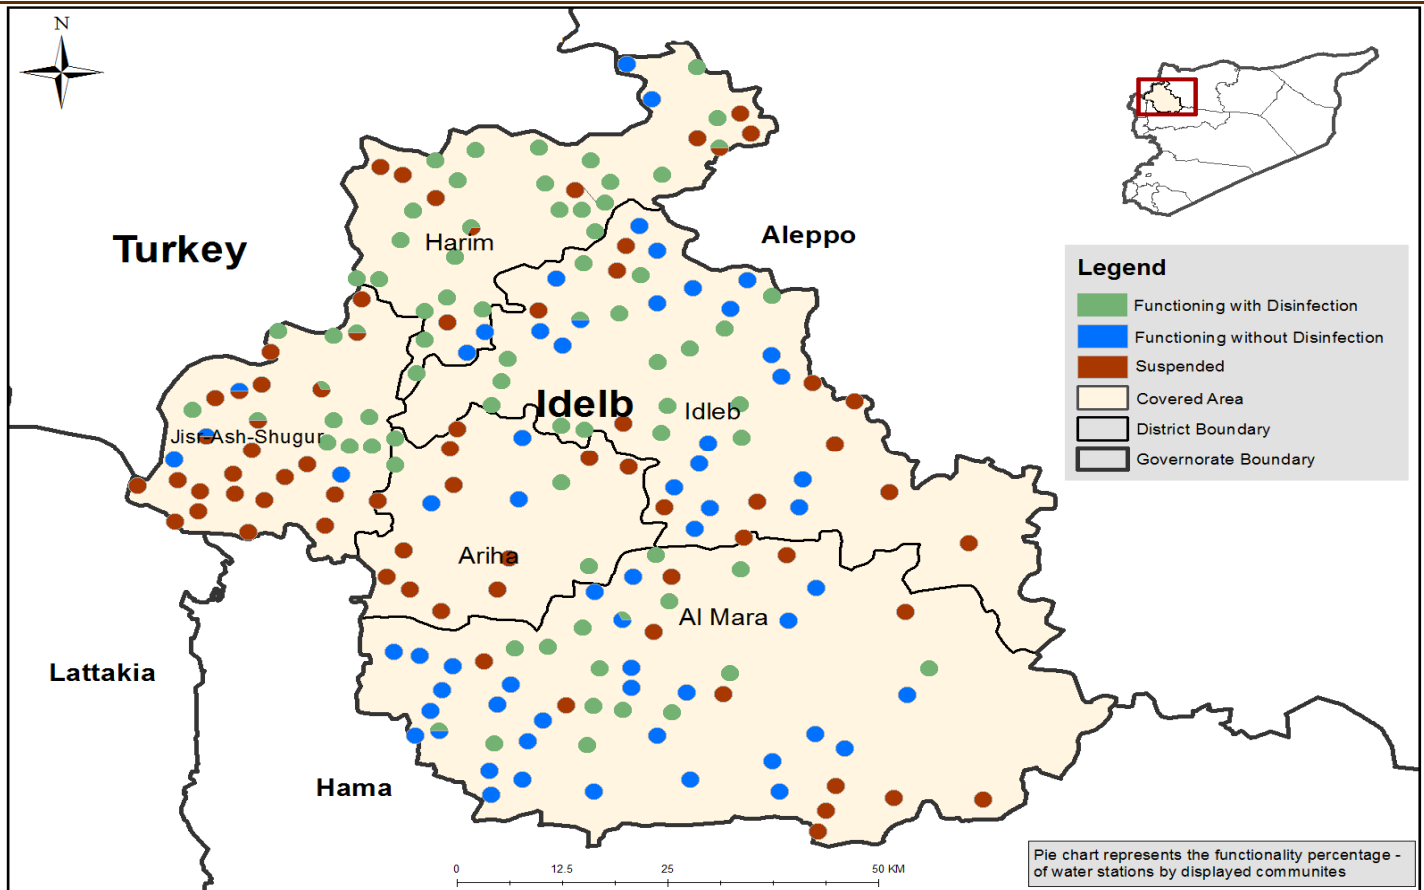 N
Turkey
Harim
Aleppo
Legend
Functioning with Disinfection
Functioning without Disinfection
Suspended
Covered Area
District Boundary
Governorate Boundary
Idelb
Idleb
Jisr-Ash-Shugur
Ariha
Al Mara
Lattakia
Hama
0 12.5 25 50 KM
Pie chart represents the functionality percentage -
of water stations by displayed communites